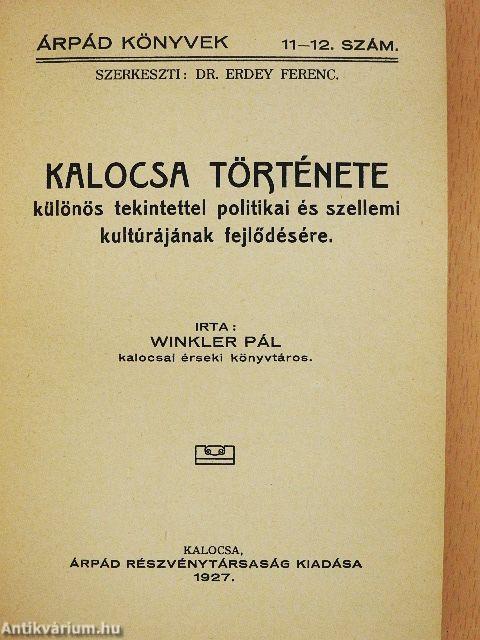 ÁRPÁD KÖNYVEK 11–12. SZÁM.
SZERKESZTI: DR. ERDEY FERENC.
KALOCSA TÖRTÉNETE
különös tekintettel politikai és szellemi
kultúrájának fejlődésére.
IRTA:
WINKLER PÁL
kalocsai érseki könyvtáros.
KALOCSA,
ÁRPÁD RÉSZVÉNYTÁRSASÁG KIADÁSA
1927.
Antikvárium.hu